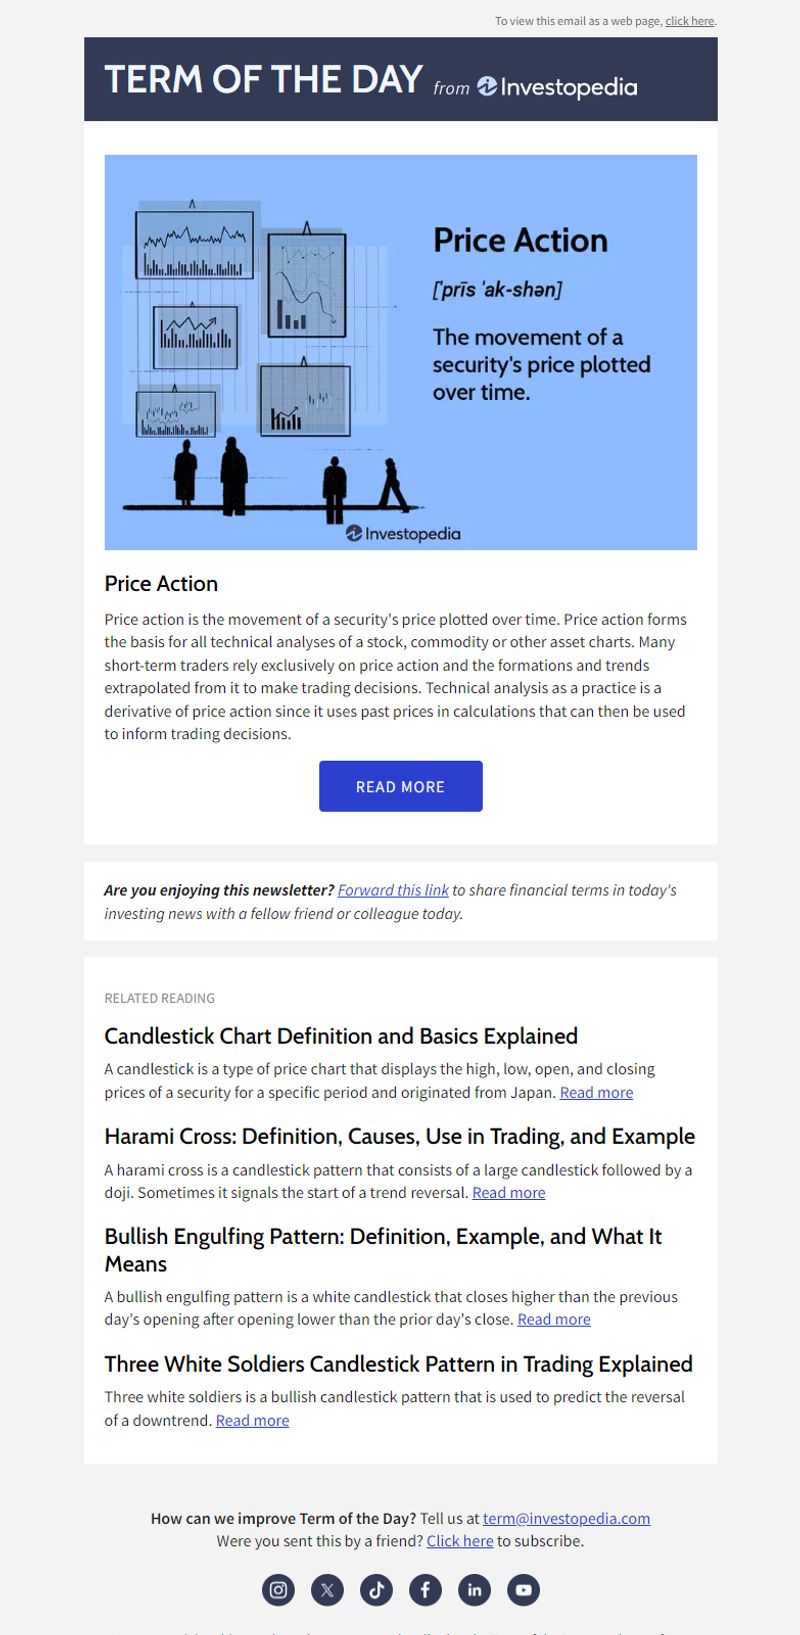 To view this email as a web page, click here.
TERM OF THE DAY from Investopedia
Price Action
['prīs 'ak-shən]
The movement of a
security's price plotted
over time.
Investopedia
Price Action
Price action is the movement of a security's price plotted over time. Price action forms
the basis for all technical analyses of a stock, commodity or other asset charts. Many
short-term traders rely exclusively on price action and the formations and trends
extrapolated from it to make trading decisions. Technical analysis as a practice is a
derivative of price action since it uses past prices in calculations that can then be used
to inform trading decisions.
READ MORE
Are you enjoying this newsletter? Forward this link to share financial terms in today's
investing news with a fellow friend or colleague today.
RELATED READING
Candlestick Chart Definition and Basics Explained
A candlestick is a type of price chart that displays the high, low, open, and closing
prices of a security for a specific period and originated from Japan. Read more
Harami Cross: Definition, Causes, Use in Trading, and Example
A harami cross is a candlestick pattern that consists of a large candlestick followed by a
doji. Sometimes it signals the start of a trend reversal. Read more
Bullish Engulfing Pattern: Definition, Example, and What It
Means
A bullish engulfing pattern is a white candlestick that closes higher than the previous
day's opening after opening lower than the prior day's close. Read more
Three White Soldiers Candlestick Pattern in Trading Explained
Three white soldiers is a bullish candlestick pattern that is used to predict the reversal
of a downtrend. Read more
How can we improve Term of the Day? Tell us at term@investopedia.com
Were you sent this by a friend? Click here to subscribe.